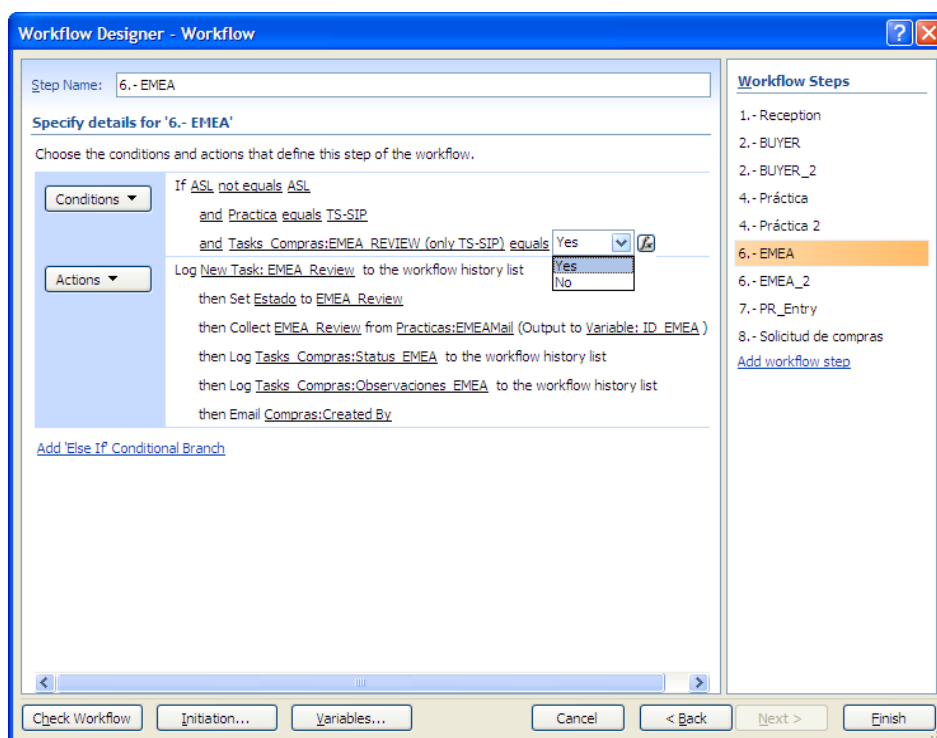 Workflow Designer - Workflow
Step Name: 6.- EMEA
Specify details for '6.- EMEA'
Choose the conditions and actions that define this step of the workflow.
Conditions
If ASL not equals ASL
and Practica equals TS-SIP
and Tasks_Compras:EMEA_REVIEW (only TS-SIP) equals Yes
Yes
No
Actions
Log New Task: EMEA_Review to the workflow history list
then Set Estado to EMEA_Review
then Collect EMEA_Review from Practicas:EMEAMail (Output to Variable: ID_EMEA )
then Log Tasks_Compras:Status_EMEA to the workflow history list
then Log Tasks_Compras:Observaciones_EMEA to the workflow history list
then Email Compras:Created By
Add 'Else If' Conditional Branch
Workflow Steps
1.- Reception
2.- BUYER
2.- BUYER_2
4.- Práctica
4.- Práctica 2
6.- EMEA
6.- EMEA_2
7.- PR_Entry
8.- Solicitud de compras
Add workflow step
Check Workflow
Initiation...
Variables...
Cancel
< Back
Next >
Finish